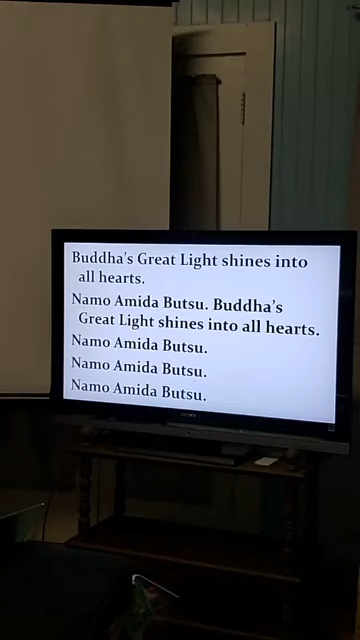 Buddha's Great Light shines into
all hearts.
Namo Amida Butsu. Buddha's
Great Light shines into all hearts.
Namo Amida Butsu.
Namo Amida Butsu.
Namo Amida Butsu.
SONY